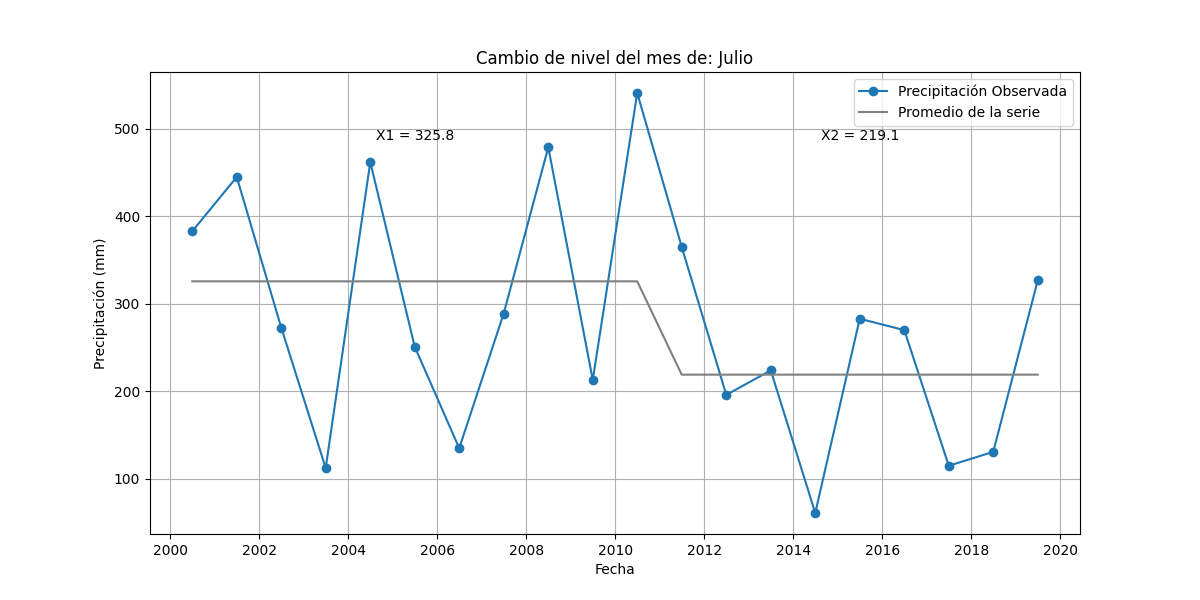 Cambio de nivel del mes de: Julio
Precipitación Observada
Promedio de la serie
X1 = 325.8
X2 = 219.1
Precipitación (mm)
500
400
300
200
100
2000 2002 2004 2006 2008 2010 2012 2014 2016 2018 2020
Fecha